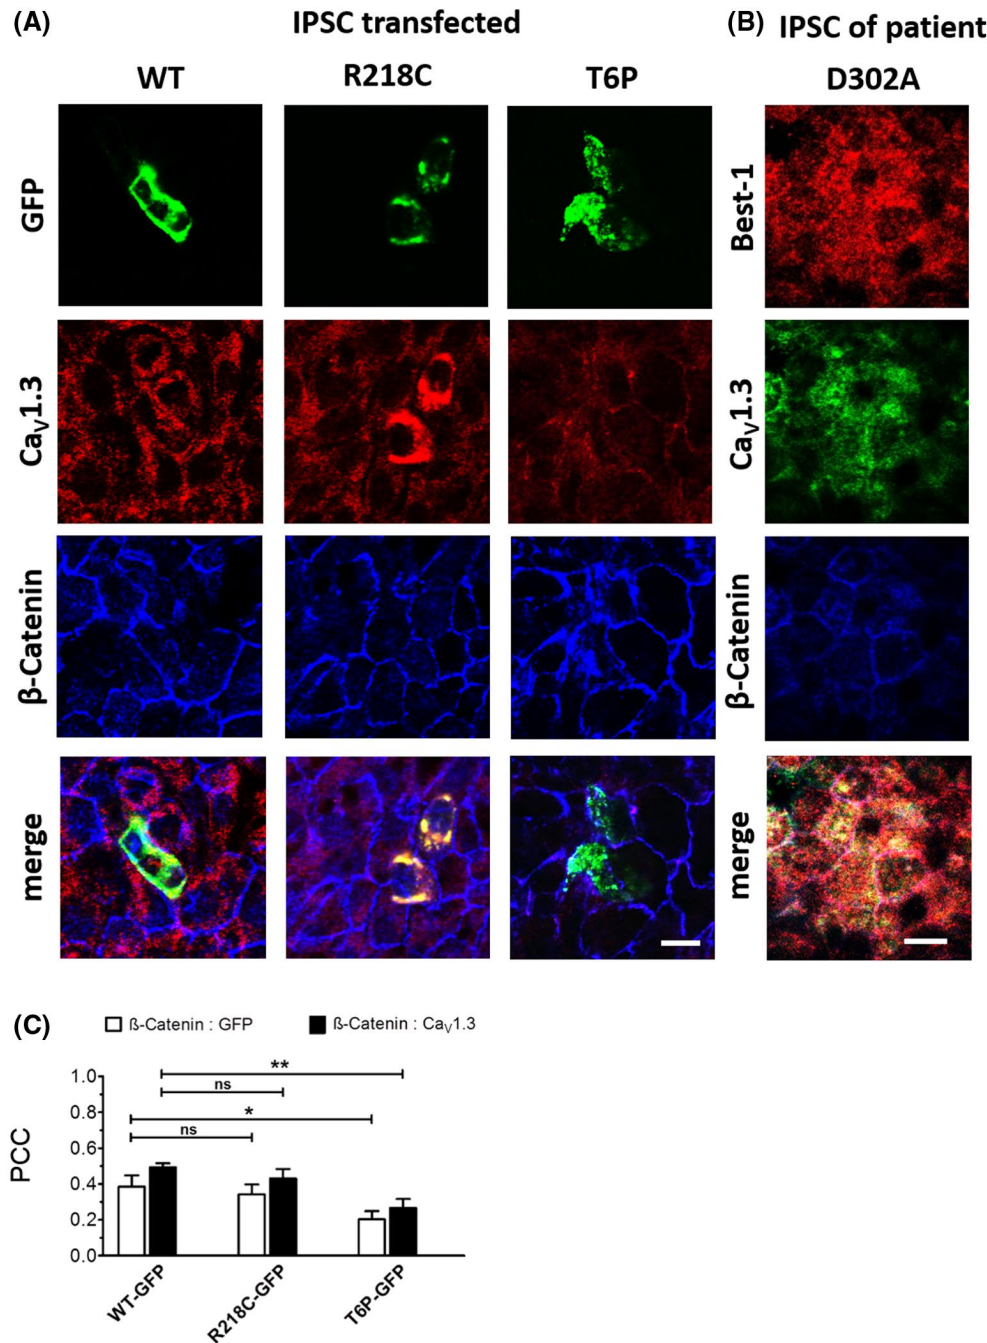 (A) IPSC transfected
(B) IPSC of patient
WT R218C T6P D302A
GFP
Best-1
CaV1.3
CaV1.3
β-Catenin
β-Catenin
merge
merge
(C)
ß-Catenin : GFP ß-Catenin : CaV1.3
**
ns
*
ns
PCC
1.0
0.8
0.6
0.4
0.2
0.0
WT-GFP
R218C-GFP
T6P-GFP